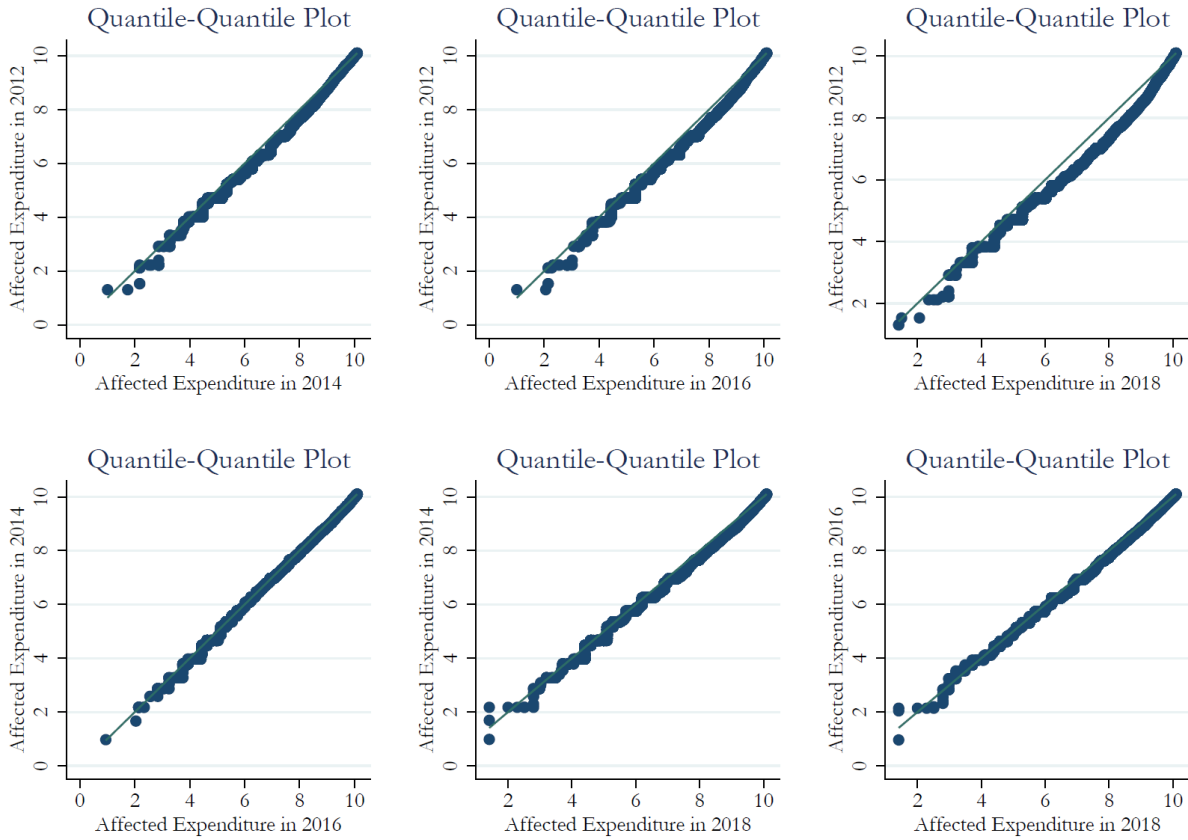 Quantile-Quantile Plot
Affected Expenditure in 2012
10
8
6
4
2
0
0 2 4 6 8 10
Affected Expenditure in 2014
Quantile-Quantile Plot
Affected Expenditure in 2012
10
8
6
4
2
0
0 2 4 6 8 10
Affected Expenditure in 2016
Quantile-Quantile Plot
Affected Expenditure in 2012
10
8
6
4
2
2 4 6 8 10
Affected Expenditure in 2018
Quantile-Quantile Plot
Affected Expenditure in 2014
10
8
6
4
2
0
0 2 4 6 8 10
Affected Expenditure in 2016
Quantile-Quantile Plot
Affected Expenditure in 2014
10
8
6
4
2
0
2 4 6 8 10
Affected Expenditure in 2018
Quantile-Quantile Plot
Affected Expenditure in 2016
10
8
6
4
2
0
2 4 6 8 10
Affected Expenditure in 2018